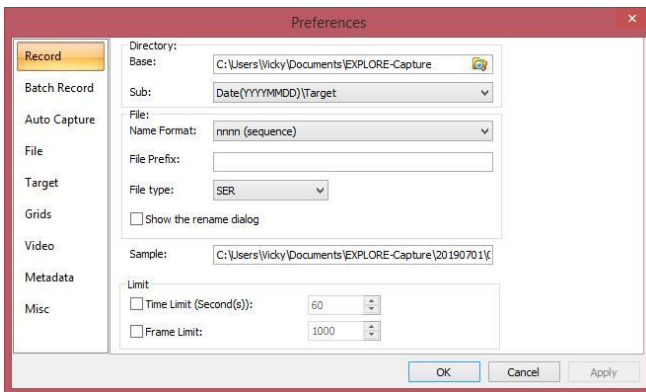 Preferences
Record
Batch Record
Auto Capture
File
Target
Grids
Video
Metadata
Misc
Directory:
Base: C:\Users\Vicky\Documents\EXPLORE-Capture
Sub: Date(YYYYMMDD)\Target
File:
Name Format: nnnn (sequence)
File Prefix:
File type: SER
Show the rename dialog
Sample: C:\Users\Vicky\Documents\EXPLORE-Capture\20190701\
Limit
Time Limit (Second(s)): 60
Frame Limit: 1000
OK Cancel Apply